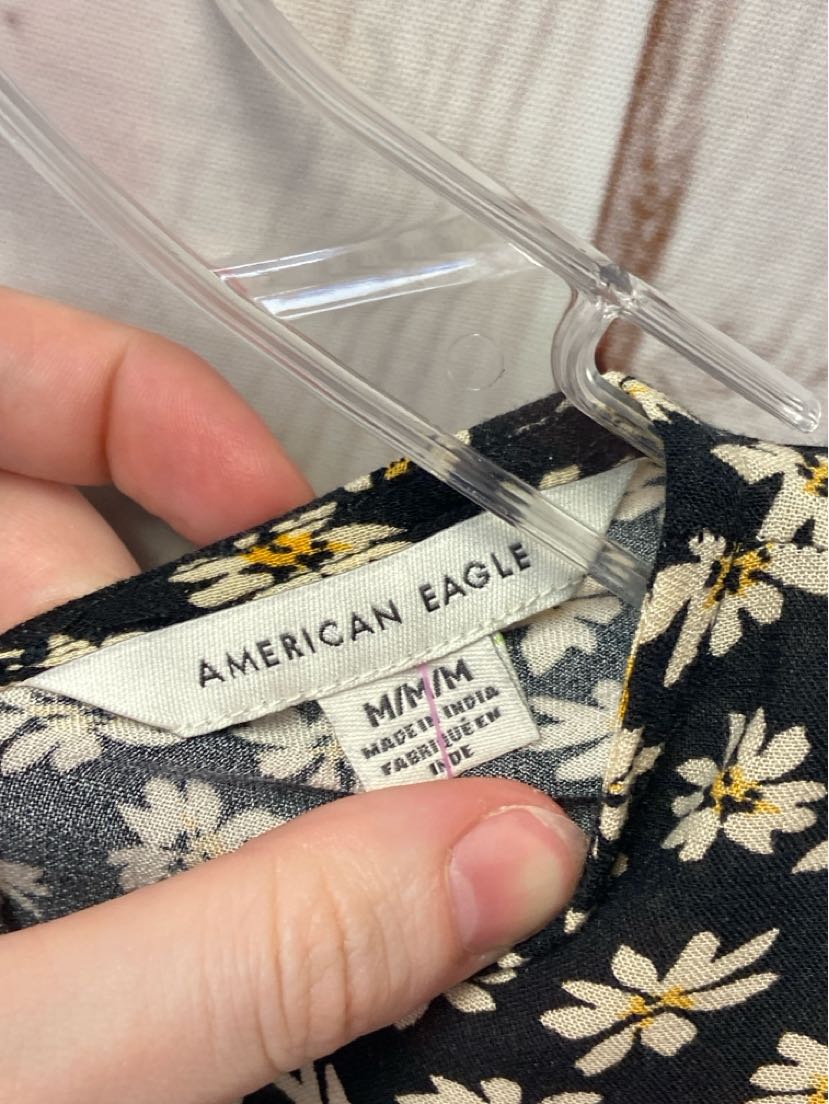 AMERICAN EAGLE
M/M/M
MADE IN INDIA
FABRIQUÉ EN
INDE